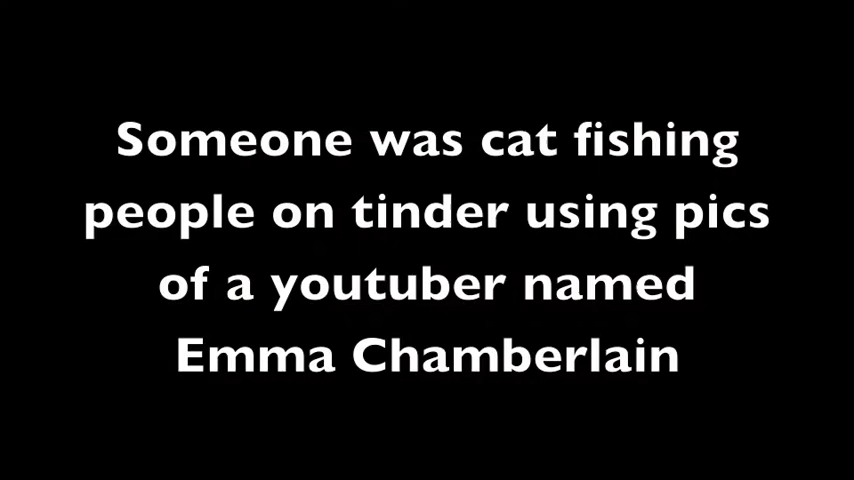 Someone was cat fishing
people on tinder using pics
of a youtuber named
Emma Chamberlain